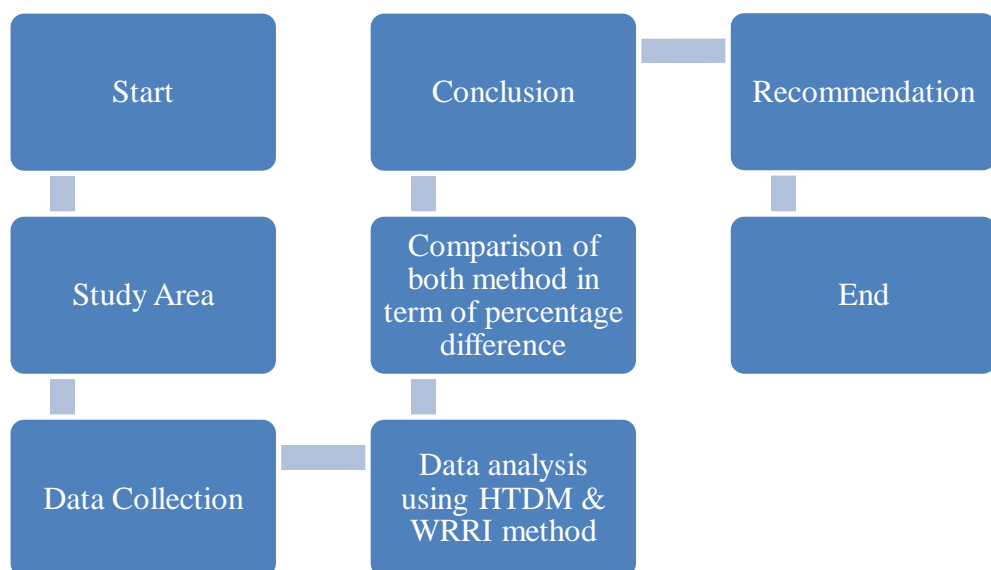 Start
Study Area
Data Collection
Data analysis
using HTDM &
WRRI method
Comparison of
both method in
term of percentage
difference
Conclusion
Recommendation
End